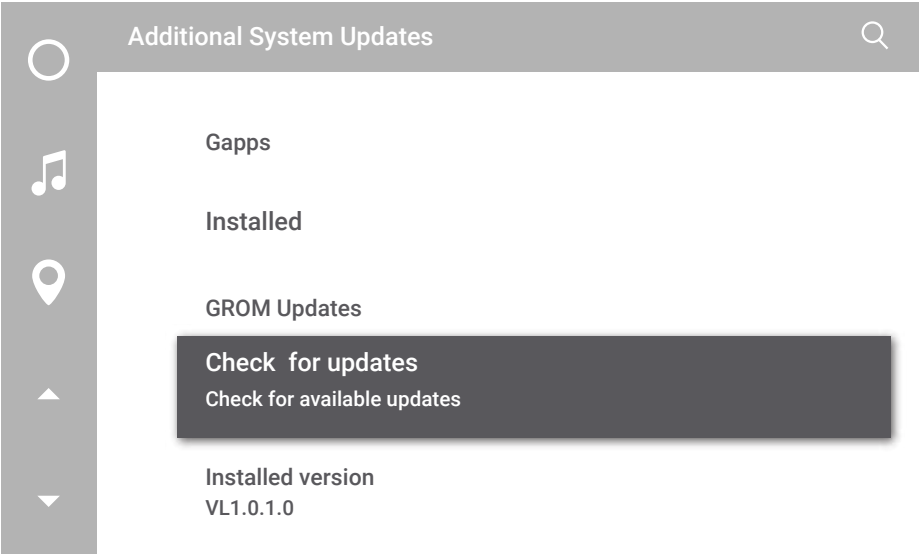 Additional System Updates
Gapps
Installed
GROM Updates
Check for updates
Check for available updates
Installed version
VL1.0.1.0